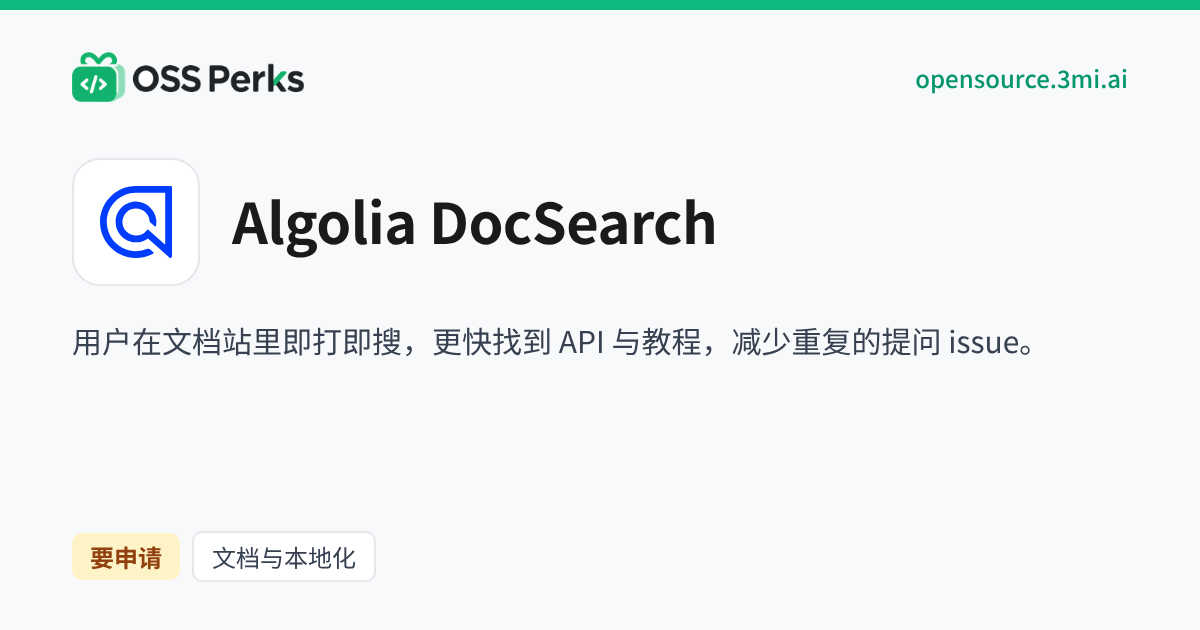 OSS Perks
opensource.3mi.ai
Algolia DocSearch
用户在文档站里即打即搜，更快找到 API 与教程，减少重复的提问 issue。
要申请
文档与本地化